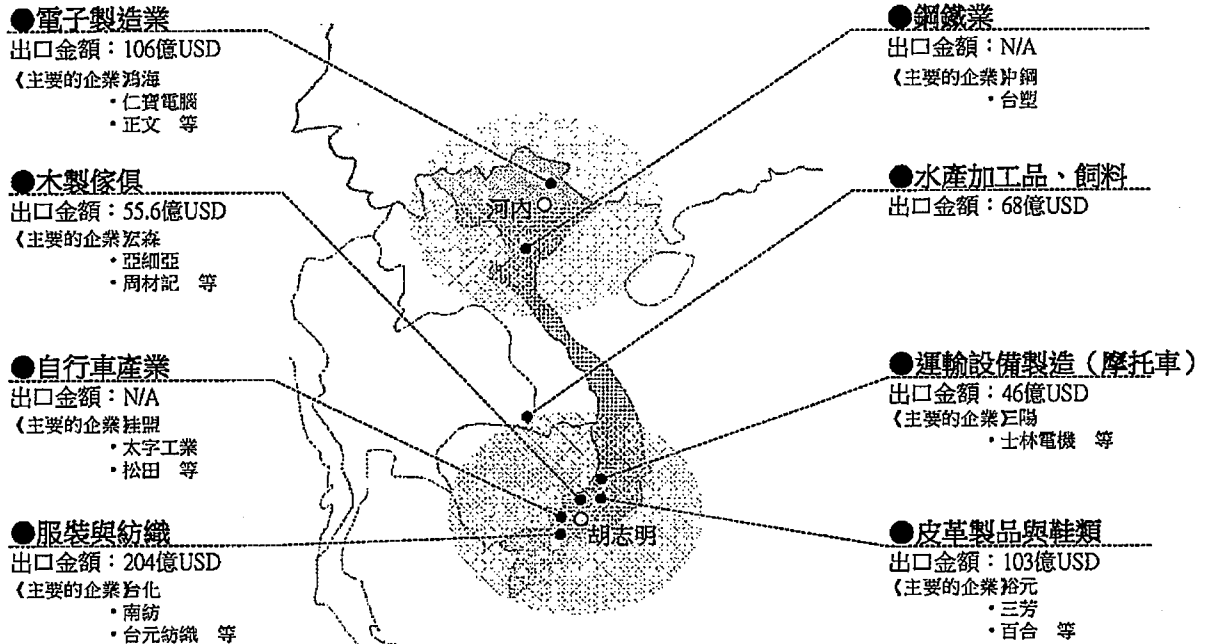 ●電子製造業
出口金額：106億USD
《主要的企業》鴻海
・仁寶電腦
・正文 等
●木製傢俱
出口金額：55.6億USD
《主要的企業》宏森
・亞細亞
・周材記 等
●自行車產業
出口金額：N/A
《主要的企業》桂盟
・太字工業
・松田 等
●服裝與紡織
出口金額：204億USD
《主要的企業》台化
・南紡
・台元紡織 等
河內
胡志明
●鋼鐵業
出口金額：N/A
《主要的企業》中鋼
・台塑
●水產加工品、飼料
出口金額：68億USD
●運輸設備製造（摩托車）
出口金額：46億USD
《主要的企業》三陽
・士林電機 等
●皮革製品與鞋類
出口金額：103億USD
《主要的企業》裕元
・三芳
・百合 等